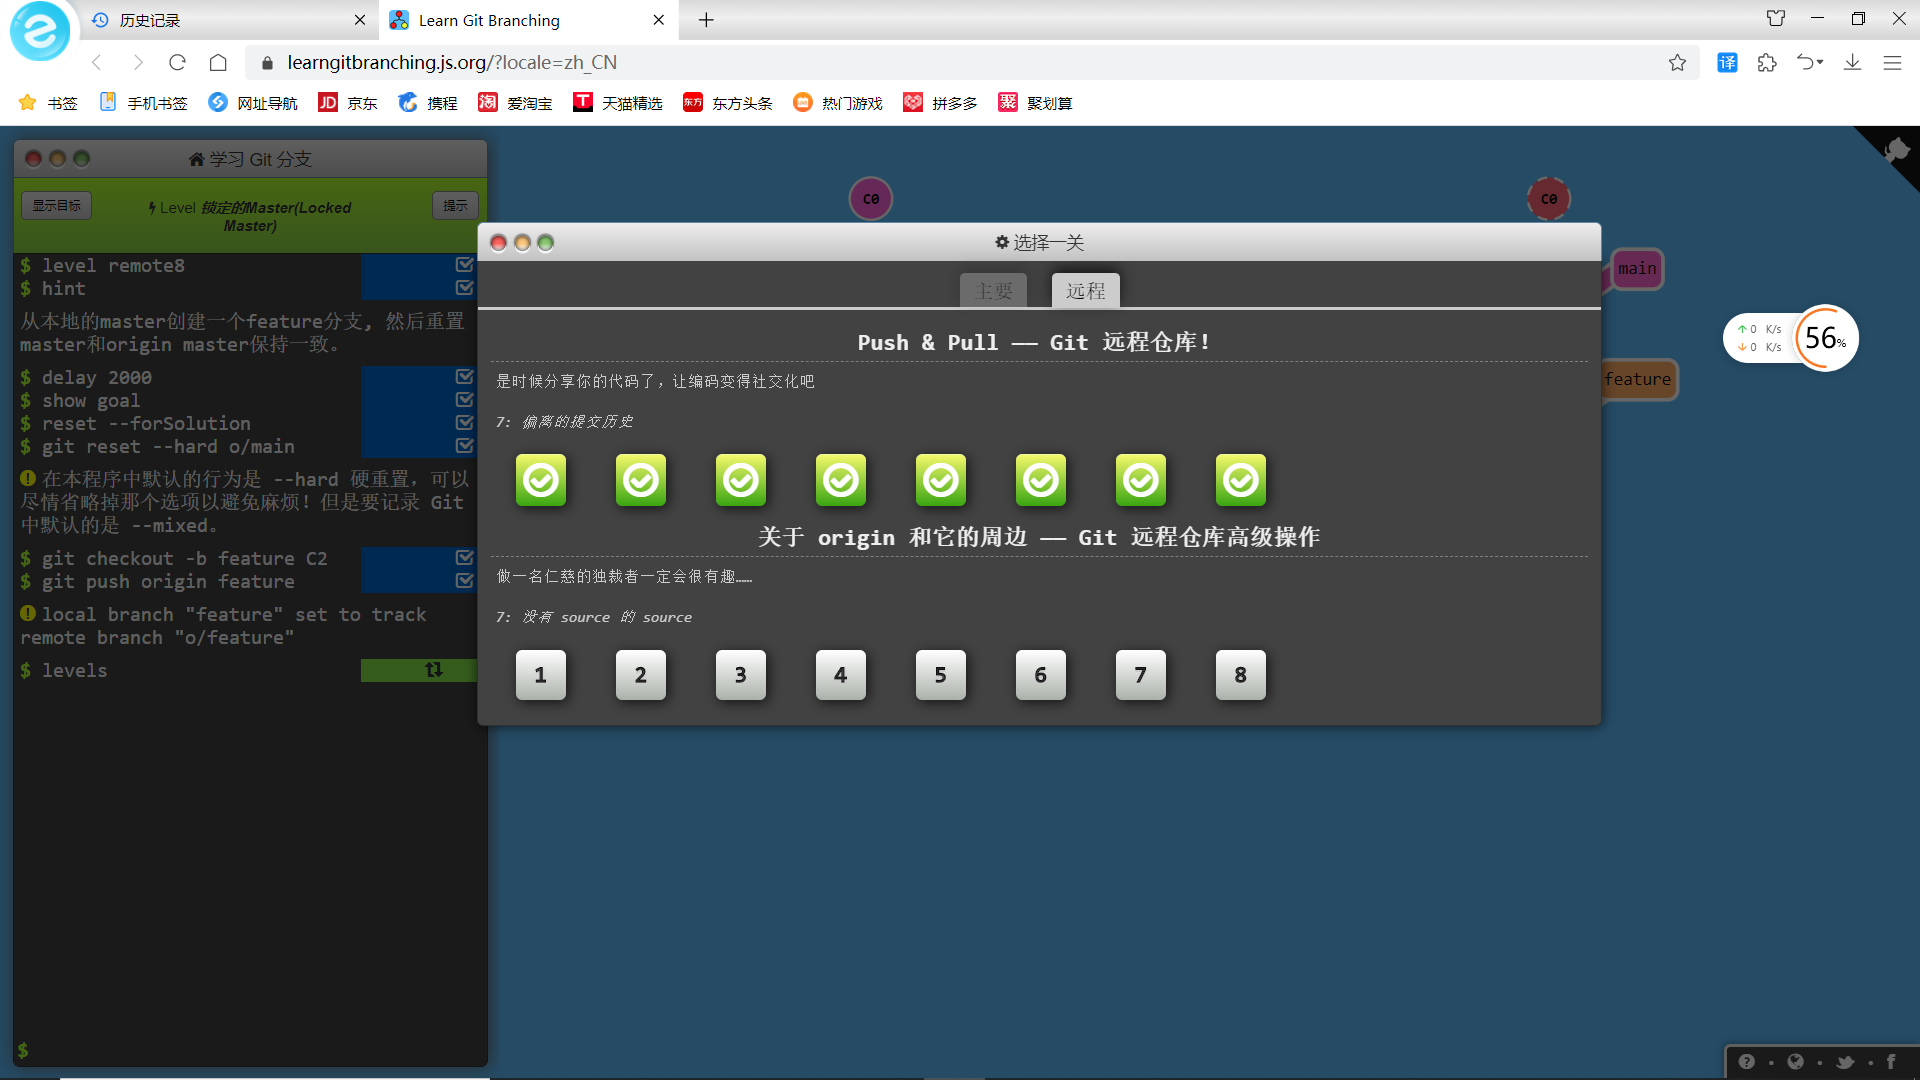 历史记录
Learn Git Branching
learngitbranching.js.org/?locale=zh_CN
译
书签 手机书签 网址导航 JD 京东 携程 淘 爱淘宝 T 天猫精选 东方 东方头条 热门游戏 拼多多 聚 聚划算
学习 Git 分支
显示目标
Level 锁定的Master(Locked
Master)
提示
$ level remote8
$ hint
从本地的master创建一个feature分支, 然后重置
master和origin master保持一致。
$ delay 2000
$ show goal
$ reset --forSolution
$ git reset --hard o/main
在本程序中默认的行为是 --hard 硬重置，可以
尽情省略掉那个选项以避免麻烦！但是要记录 Git
中默认的是 --mixed。
$ git checkout -b feature C2
$ git push origin feature
local branch "feature" set to track
remote branch "o/feature"
$ levels
$
C0
C0
选择一关
主要
远程
Push & Pull —— Git 远程仓库！
是时候分享你的代码了，让编码变得社交化吧
7: 偏离的提交历史
关于 origin 和它的周边 —— Git 远程仓库高级操作
做一名仁慈的独裁者一定会很有趣……
7: 没有 source 的 source
1 2 3 4 5 6 7 8
main
feature
0 K/s
0 K/s
56%